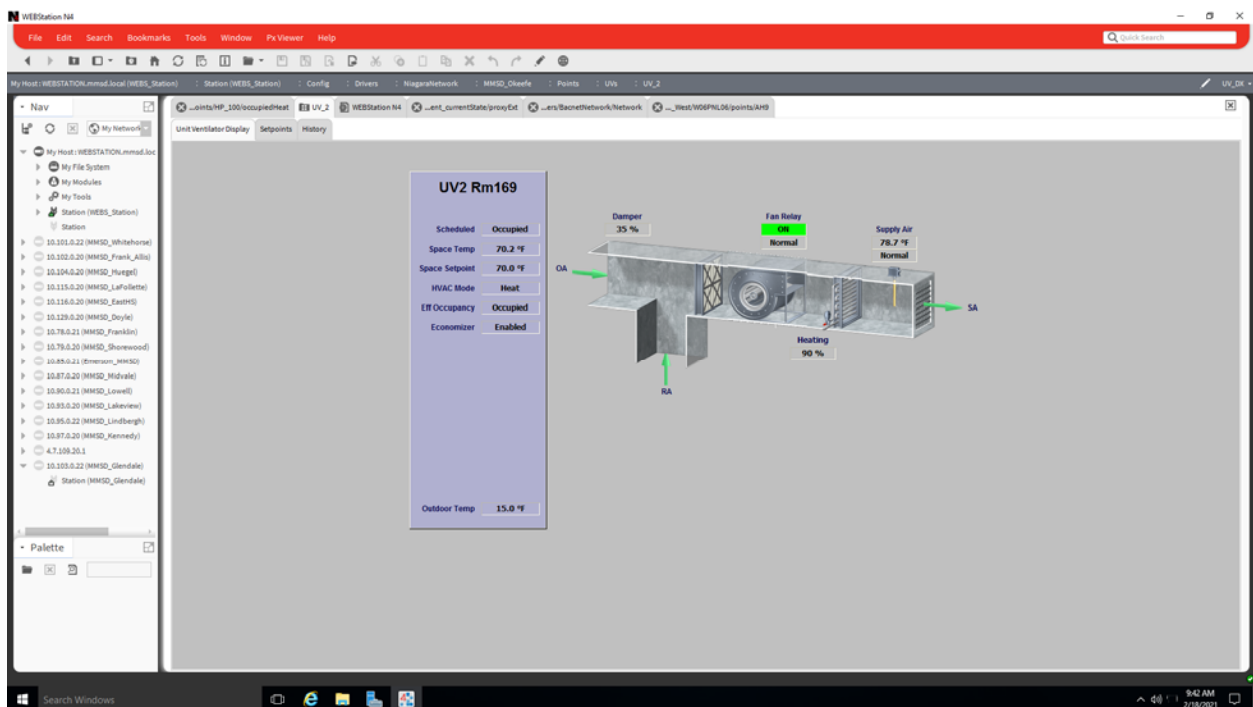 WEBStation N4
File Edit Search Bookmarks Tools Window Px Viewer Help
Quick Search
My Host : WEBSTATION.mmsd.local (WEBS_Station) : Station (WEBS_Station) : Config : Drivers : NiagaraNetwork : MMSD_Okeefe : Points : UVs : UV_2
UV_DX
Nav
...oints/HP_100/occupiedHeat UV_2 WEBStation N4 ...ent_currentState/proxyExt ...ers/BacnetNetwork/Network ..._West/W06PNL06/points/AH9
My Network
Unit Ventilator Display Setpoints History
My Host : WEBSTATION.mmsd.loc
My File System
My Modules
My Tools
Station (WEBS_Station)
Station
10.101.0.22 (MMSD_Whitehorse)
10.102.0.20 (MMSD_Frank_Allis)
10.104.0.20 (MMSD_Huegel)
10.115.0.20 (MMSD_LaFollette)
10.116.0.20 (MMSD_EastHS)
10.129.0.20 (MMSD_Doyle)
10.78.0.21 (MMSD_Franklin)
10.79.0.20 (MMSD_Shorewood)
10.85.0.21 (Emerson_MMSD)
10.87.0.20 (MMSD_Midvale)
10.90.0.21 (MMSD_Lowell)
10.93.0.20 (MMSD_Lakeview)
10.95.0.22 (MMSD_Lindbergh)
10.97.0.20 (MMSD_Kennedy)
4.7.109.20.1
10.103.0.22 (MMSD_Glendale)
Station (MMSD_Glendale)
Palette
UV2 Rm169
Scheduled Occupied
Space Temp 70.2 °F
Space Setpoint 70.0 °F
HVAC Mode Heat
Eff Occupancy Occupied
Economizer Enabled
Outdoor Temp 15.0 °F
Damper
35 %
Fan Relay
ON
Normal
Supply Air
78.7 °F
Normal
OA
SA
Heating
90 %
RA
Search Windows
9:42 AM
2/18/2021